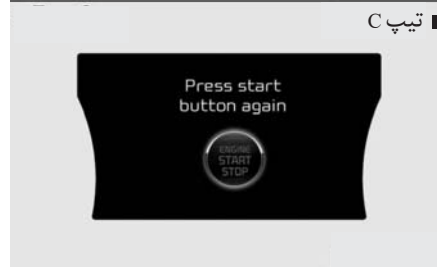 ■ تیپ C
Press start
button again
ENGINE
START
STOP